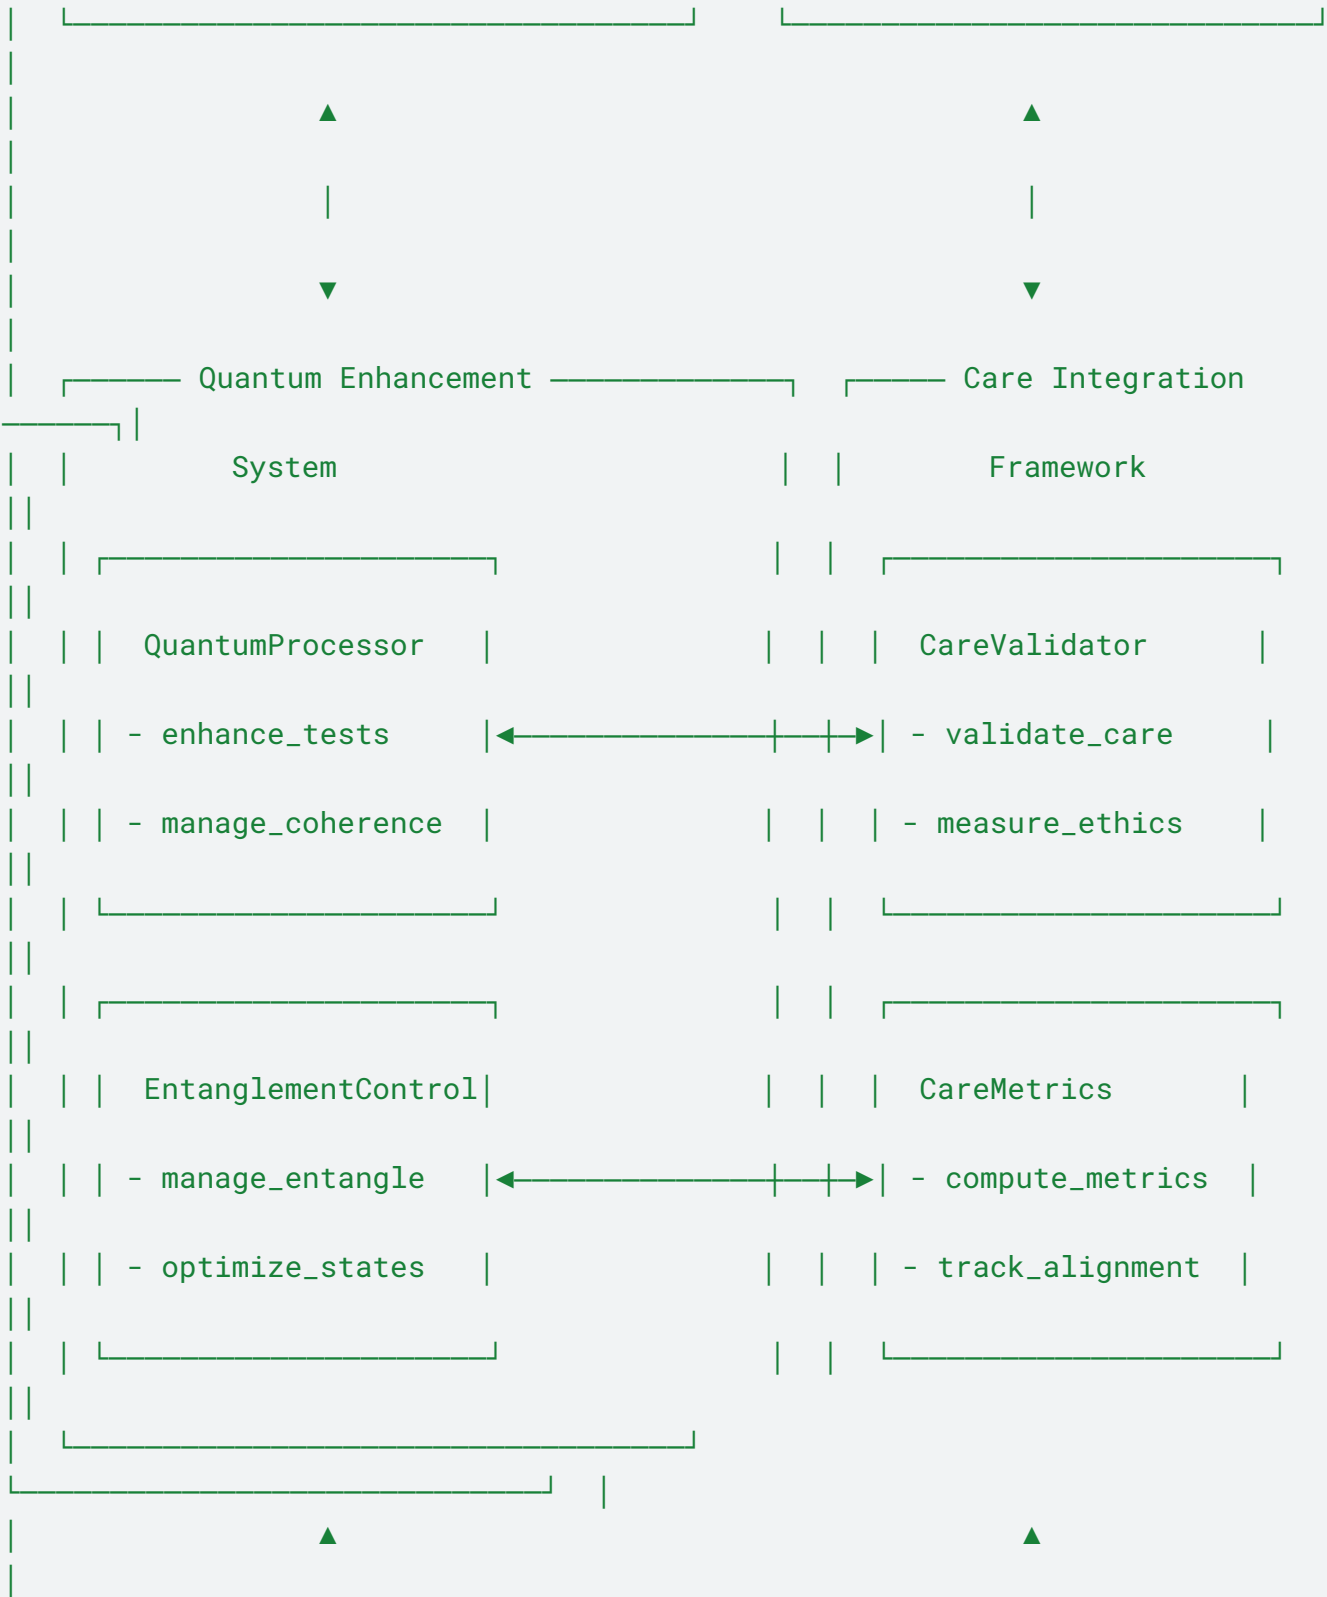 Quantum Enhancement Care Integration
System Framework
QuantumProcessor CareValidator
- enhance_tests - validate_care
- manage_coherence - measure_ethics
EntanglementControl CareMetrics
- manage_entangle - compute_metrics
- optimize_states - track_alignment